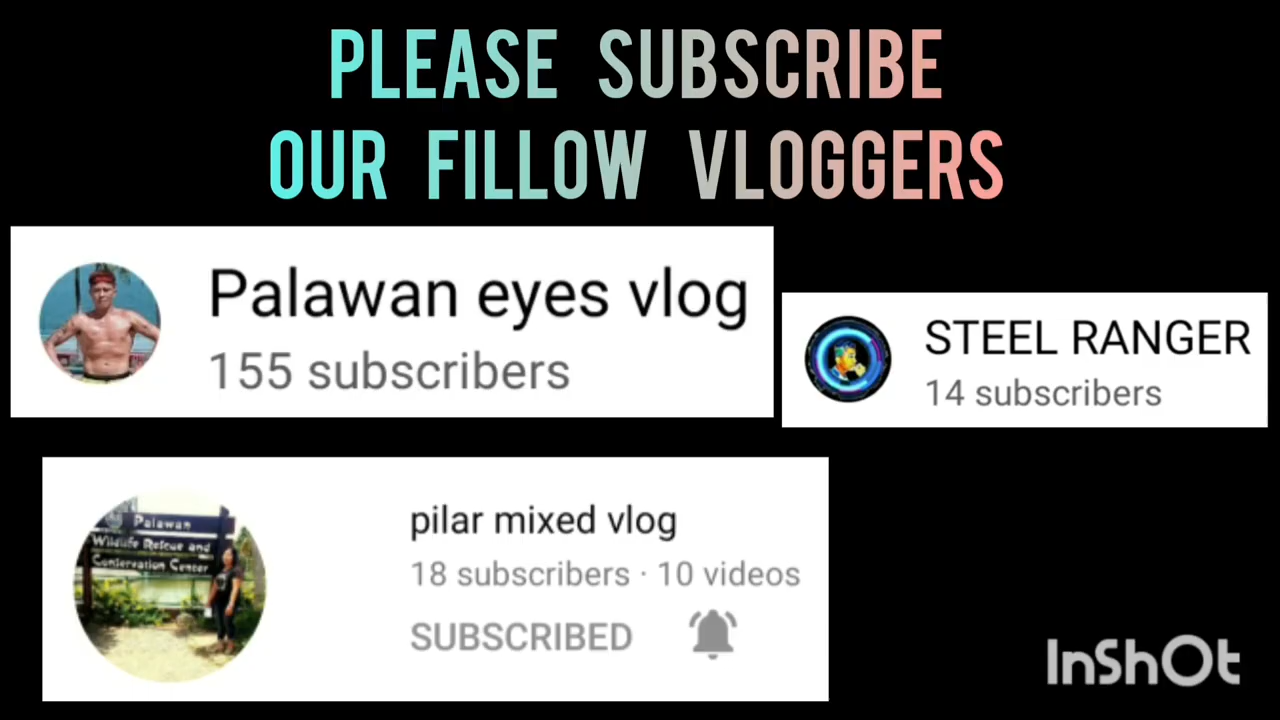 PLEASE SUBSCRIBE
OUR FILLOW VLOGGERS
Palawan eyes vlog
155 subscribers
STEEL RANGER
14 subscribers
Palawan
Wildlife Rescue and
Conservation Center
pilar mixed vlog
18 subscribers · 10 videos
SUBSCRIBED
InShOt